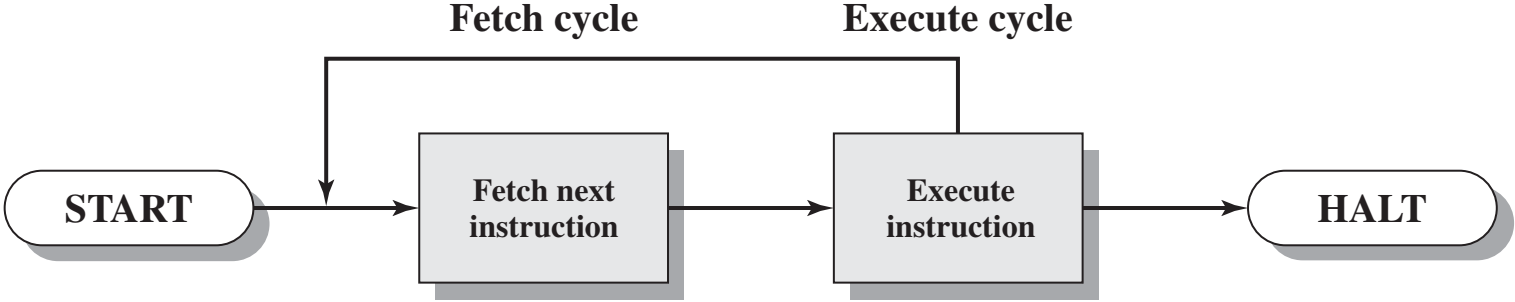 Fetch cycle
Execute cycle
START
Fetch next
instruction
Execute
instruction
HALT